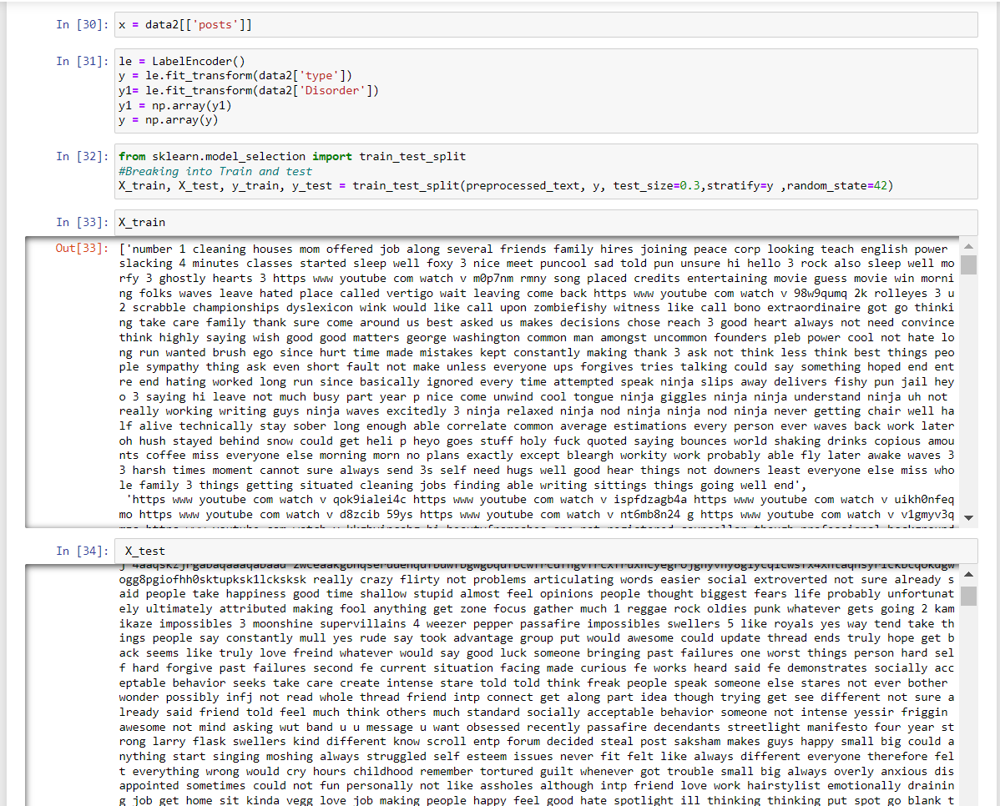 In [30]: x = data2[['posts']]
In [31]: le = LabelEncoder()
y = le.fit_transform(data2['type'])
y1= le.fit_transform(data2['Disorder'])
y1 = np.array(y1)
y = np.array(y)
In [32]: from sklearn.model_selection import train_test_split
#Breaking into Train and test
X_train, X_test, y_train, y_test = train_test_split(preprocessed_text, y, test_size=0.3,stratify=y ,random_state=42)
In [33]: X_train
Out[33]: ['number 1 cleaning houses mom offered job along several friends family hires joining peace corp looking teach english power
slacking 4 minutes classes started sleep well foxy 3 nice meet puncool sad told pun unsure hi hello 3 rock also sleep well mo
rfy 3 ghostly hearts 3 https www youtube com watch v m0p7nm rmny song placed credits entertaining movie guess movie win morni
ng folks waves leave hated place called vertigo wait leaving come back https www youtube com watch v 98w9qumq 2k rolleyes 3 u
2 scrabble championships dyslexicon wink would like call upon zombiefishy witness like call bono extraordinaire got go thinki
ng take care family thank sure come around us best asked us makes decisions chose reach 3 good heart always not need convince
think highly saying wish good good matters george washington common man amongst uncommon founders pleb power cool not hate lo
ng run wanted brush ego since hurt time made mistakes kept constantly making thank 3 ask not think less think best things peo
ple sympathy thing ask even short fault not make unless everyone ups forgives tries talking could say something hoped end ent
re end hating worked long run since basically ignored every time attempted speak ninja slips away delivers fishy pun jail hey
o 3 saying hi leave not much busy part year p nice come unwind cool tongue ninja giggles ninja ninja understand ninja uh not
really working writing guys ninja waves excitedly 3 ninja relaxed ninja nod ninja ninja nod ninja never getting chair well ha
lf alive technically stay sober long enough able correlate common average estimations every person ever waves back work later
oh hush stayed behind snow could get heli p heyo goes stuff holy fuck quoted saying bounces world shaking drinks copious amou
nts coffee miss everyone else morning morn no plans exactly except bleargh workity work probably able fly later awake waves 3
3 harsh times moment cannot sure always send 3s self need hugs well good hear things not downers least everyone else miss who
le family 3 things getting situated cleaning jobs finding able writing sittings things going well end',
'https www youtube com watch v qok9ialei4c https www youtube com watch v ispfdzagb4a https www youtube com watch v uikh0nfeq
mo https www youtube com watch v d8zcib 59ys https www youtube com watch v nt6mb8n24 g https www youtube com watch v v1gmyv3q
In [34]: X_test
ogg8pgiofhh0sktupksk1lcksksk really crazy flirty not problems articulating words easier social extroverted not sure already s
aid people take happiness good time shallow stupid almost feel opinions people thought biggest fears life probably unfortunat
ely ultimately attributed making fool anything get zone focus gather much 1 reggae rock oldies punk whatever gets going 2 kam
ikaze impossibles 3 moonshine supervillains 4 weezer pepper passafire impossibles swellers 5 like royals yes way tend take th
ings people say constantly mull yes rude say took advantage group put would awesome could update thread ends truly hope get b
ack seems like truly love freind whatever would say good luck someone bringing past failures one worst things person hard sel
f hard forgive past failures second fe current situation facing made curious fe works heard said fe demonstrates socially acc
eptable behavior seeks take care create intense stare told told think freak people speak someone else stares not ever bother
wonder possibly infj not read whole thread friend intp connect get along part idea though trying get see different not sure a
lready said friend told feel much think others much standard socially acceptable behavior someone not intense yessir friggin
awesome not mind asking wut band u u message u want obsessed recently passafire decendants streetlight manifesto four year st
rong larry flask swellers kind different know scroll entp forum decided steal post saksham makes guys happy small big could a
nything start singing moshing always struggled self esteem issues never fit felt like always different everyone therefore fel
t everything wrong would cry hours childhood remember tortured guilt whenever got trouble small big always overly anxious dis
appointed sometimes could not fun personally not like assholes although intp friend love work hairstylist emotionally drainin
g job get home sit kinda vegg love job making people happy feel good hate spotlight ill thinking thinking put spot go blank t